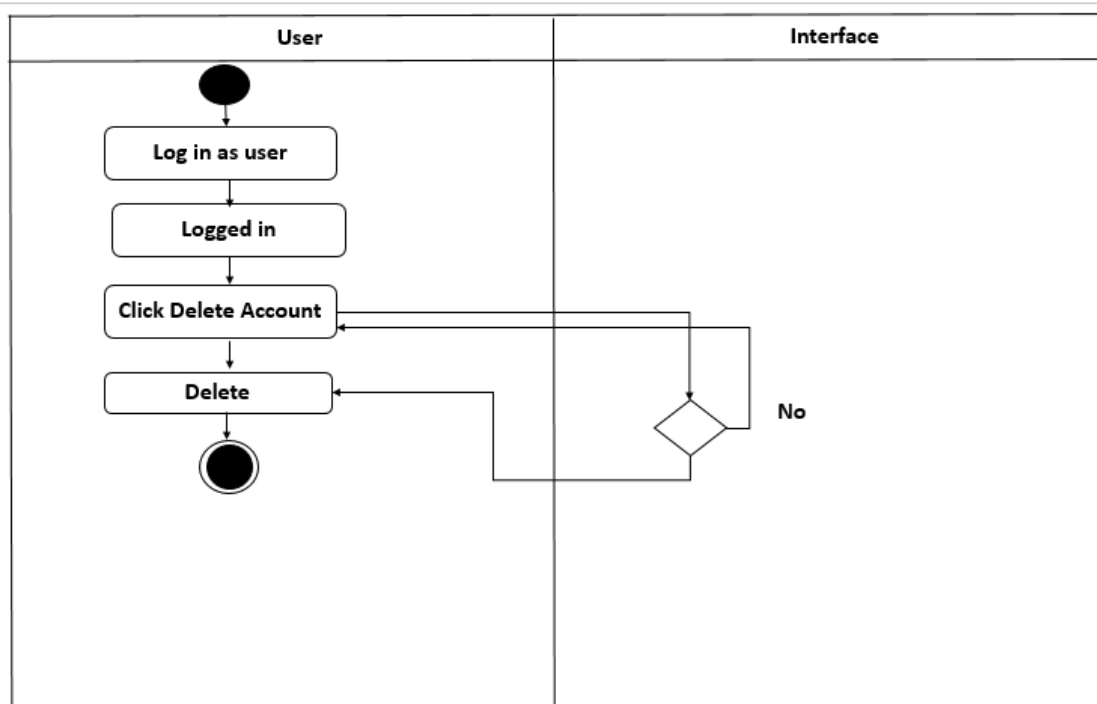 User
Interface
Log in as user
Logged in
Click Delete Account
Delete
No